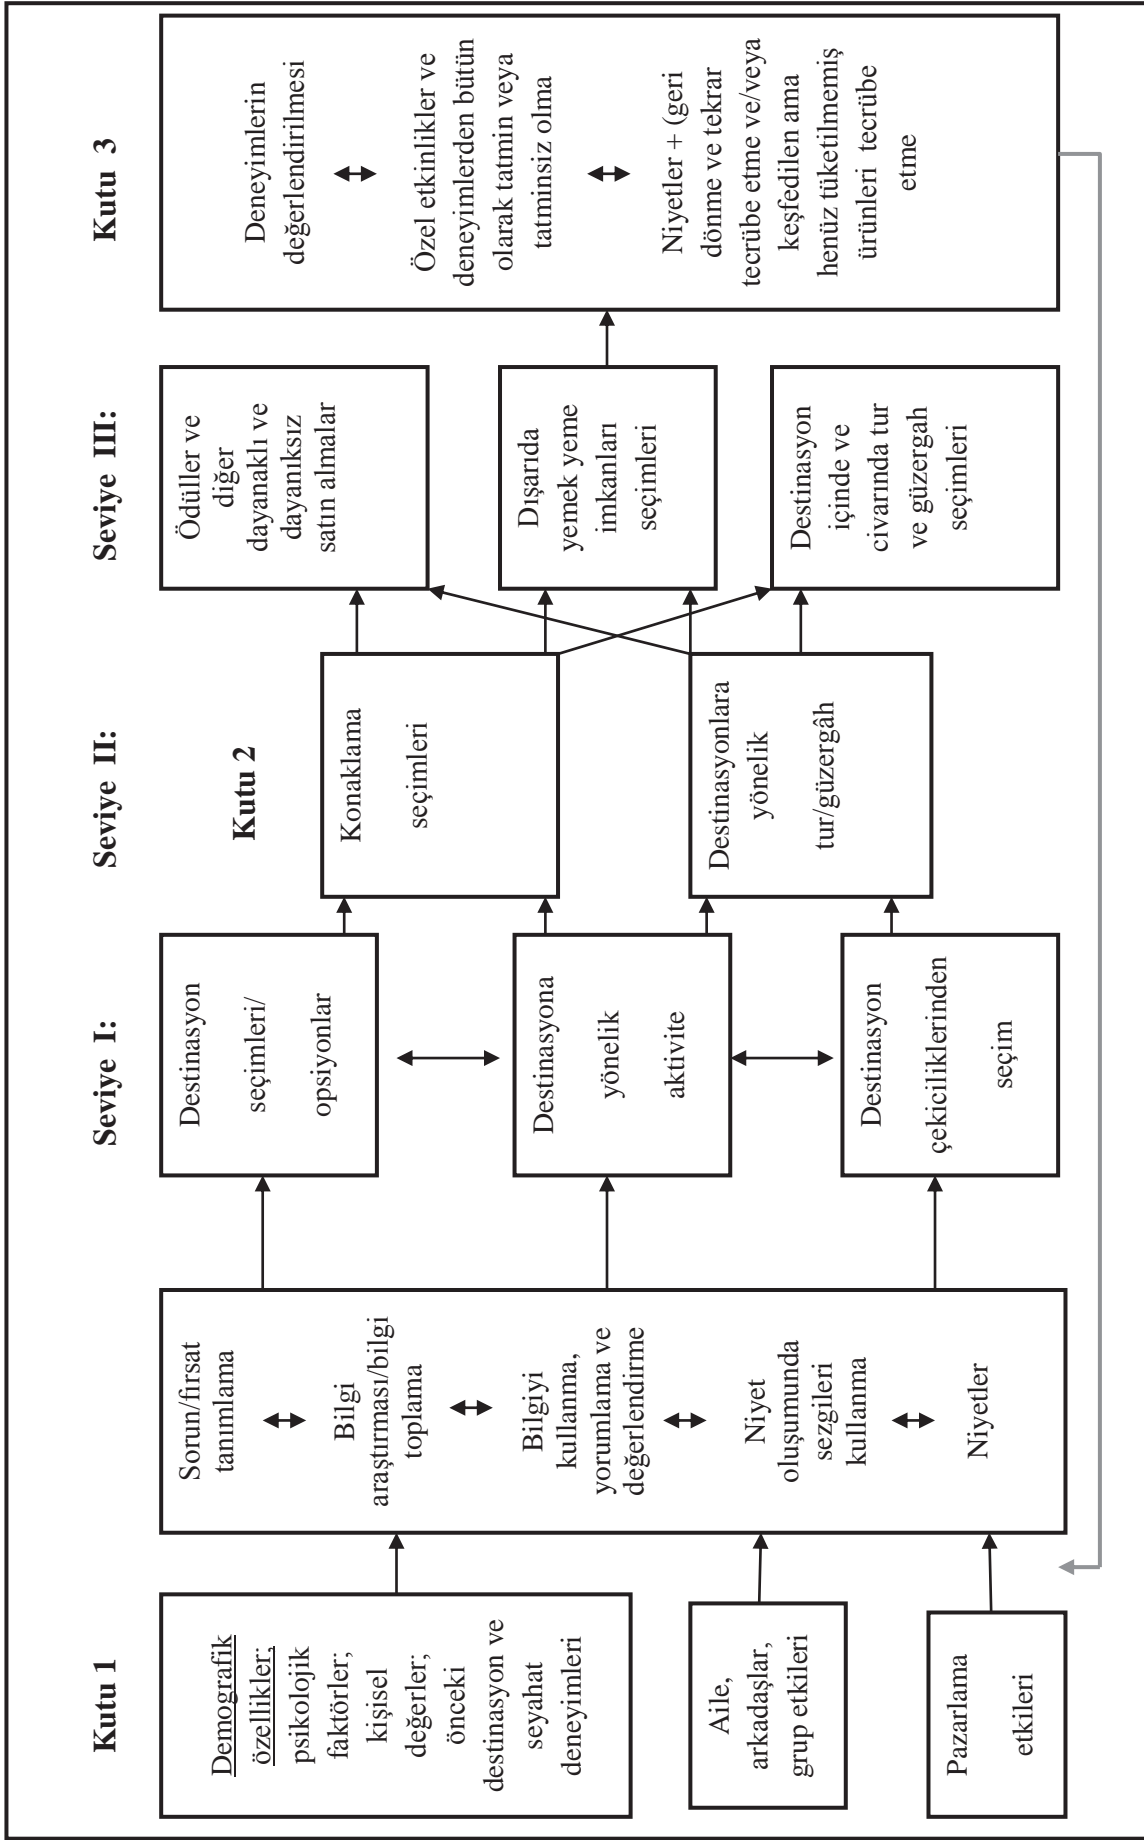 Kutu 1
Seviye I:
Seviye II:
Seviye III:
Kutu 3
Demografik
özellikler;
psikolojik
faktörler;
kişisel
değerler;
önceki
destinasyon ve
seyahat
deneyimleri
Aile,
arkadaşlar,
grup etkileri
Pazarlama
etkileri
Sorun/fırsat
tanımlama
Bilgi
araştırması/bilgi
toplama
Bilgiyi
kullanma,
yorumlama ve
değerlendirme
Niyet
oluşumunda
sezgileri
kullanma
Niyetler
Destinasyon
seçimleri/
opsiyonlar
Destinasyona
yönelik
aktivite
Destinasyon
çekiciliklerinden
seçim
Kutu 2
Konaklama
seçimleri
Destinasyonlara
yönelik
tur/güzergâh
Ödüller ve
diğer
dayanaklı ve
dayanıksız
satın almalar
Dışarıda
yemek yeme
imkanları
seçimleri
Destinasyon
içinde ve
civarında tur
ve güzergah
seçimleri
Deneyimlerin
değerlendirilmesi
Özel etkinlikler ve
deneyimlerden bütün
olarak tatmin veya
tatminsiz olma
Niyetler + (geri
dönme ve tekrar
tecrübe etme ve/veya
keşfedilen ama
henüz tüketilmemiş
ürünleri tecrübe
etme